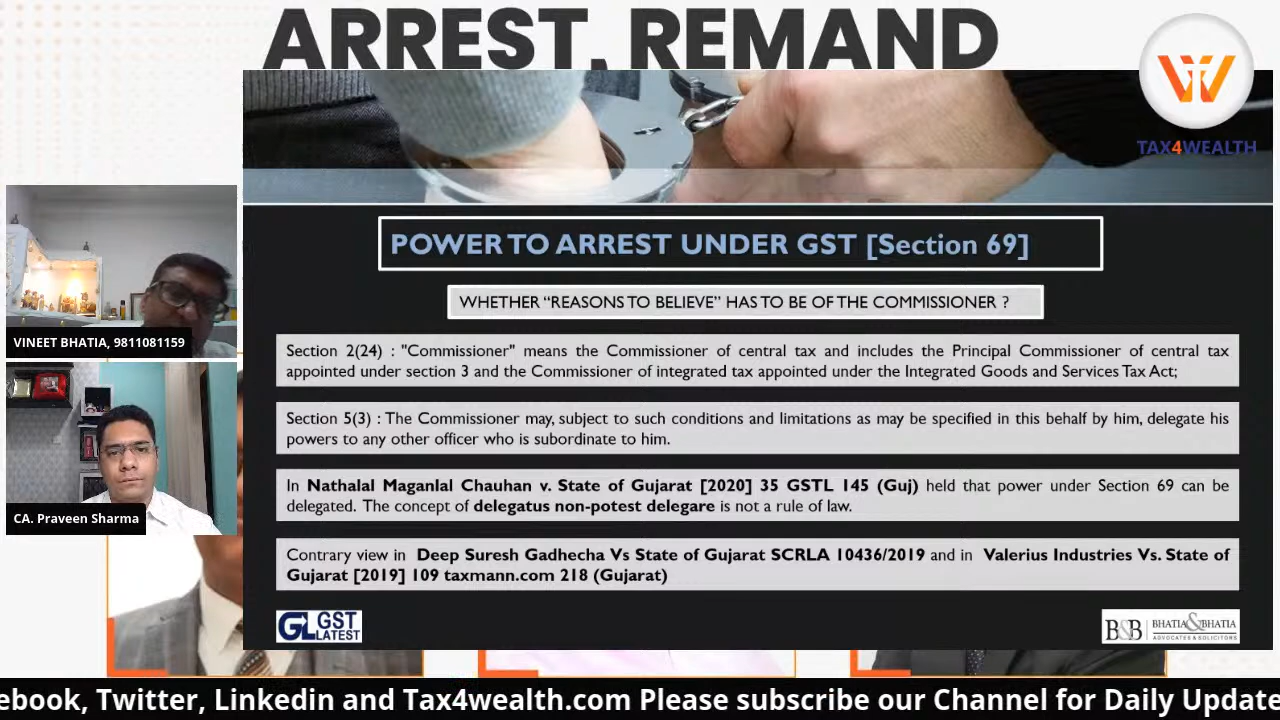 ARREST, REMAND
TAX4WEALTH
POWER TO ARREST UNDER GST [Section 69]
WHETHER “REASONS TO BELIEVE” HAS TO BE OF THE COMMISSIONER ?
Section 2(24) : "Commissioner" means the Commissioner of central tax and includes the Principal Commissioner of central tax
appointed under section 3 and the Commissioner of integrated tax appointed under the Integrated Goods and Services Tax Act;
Section 5(3) : The Commissioner may, subject to such conditions and limitations as may be specified in this behalf by him, delegate his
powers to any other officer who is subordinate to him.
In Nathalal Maganlal Chauhan v. State of Gujarat [2020] 35 GSTL 145 (Guj) held that power under Section 69 can be
delegated. The concept of delegatus non-potest delegare is not a rule of law.
Contrary view in Deep Suresh Gadhecha Vs State of Gujarat SCRLA 10436/2019 and in Valerius Industries Vs. State of
Gujarat [2019] 109 taxmann.com 218 (Gujarat)
VINEET BHATIA, 9811081159
CA. Praveen Sharma
GL GST
LATEST
B&B BHATIA&BHATIA
ADVOCATES & SOLICITORS
ebook, Twitter, Linkedin and Tax4wealth.com Please subscribe our Channel for Daily Update